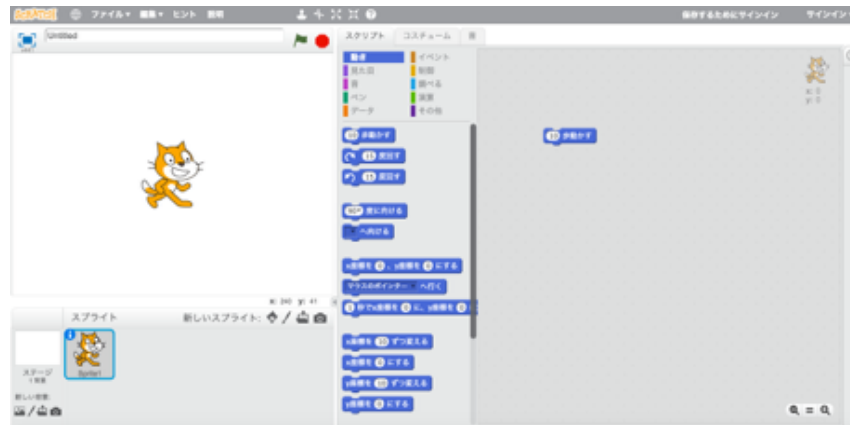 SCRATCH ファイル▾ 編集▾ ヒント 説明 保存するためにサインイン サインイン
Untitled
スクリプト コスチューム 音
動き イベント
見た目 制御
音 調べる
ペン 演算
データ その他
10 歩動かす
15 度回す
15 度回す
90▾ 度に向ける
へ向ける
x座標を 0 、y座標を 0 にする
マウスのポインター へ行く
1 秒でx座標を 0 に、y座標を 0
x座標を 10 ずつ変える
x座標を 0 にする
y座標を 10 ずつ変える
y座標を 0 にする
10 歩動かす
x: 0
y: 0
x: 240 y: 41
スプライト 新しいスプライト:
ステージ
1 背景
Sprite1
新しい背景: